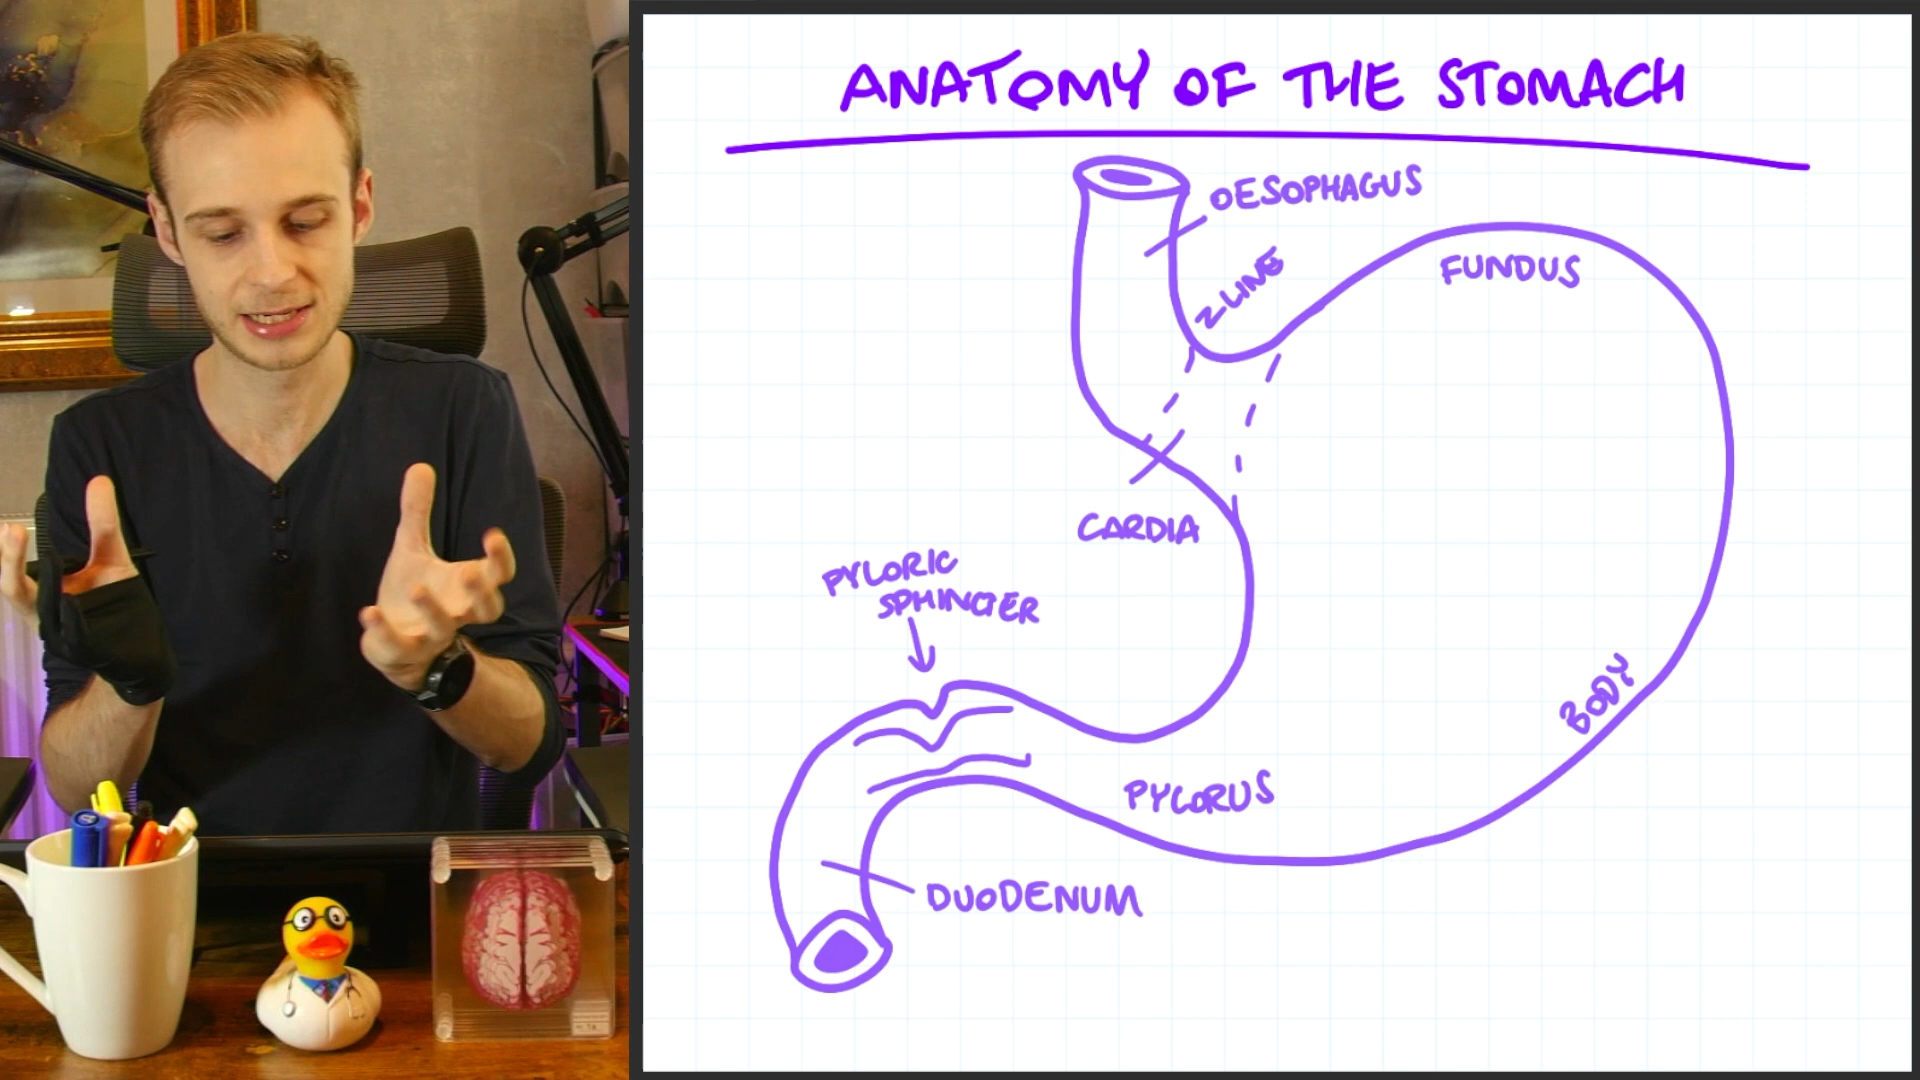 ANATOMY OF THE STOMACH
OESOPHAGUS
Z LINE
FUNDUS
CARDIA
PYLORIC
SPHINCTER
BODY
PYLORUS
DUODENUM